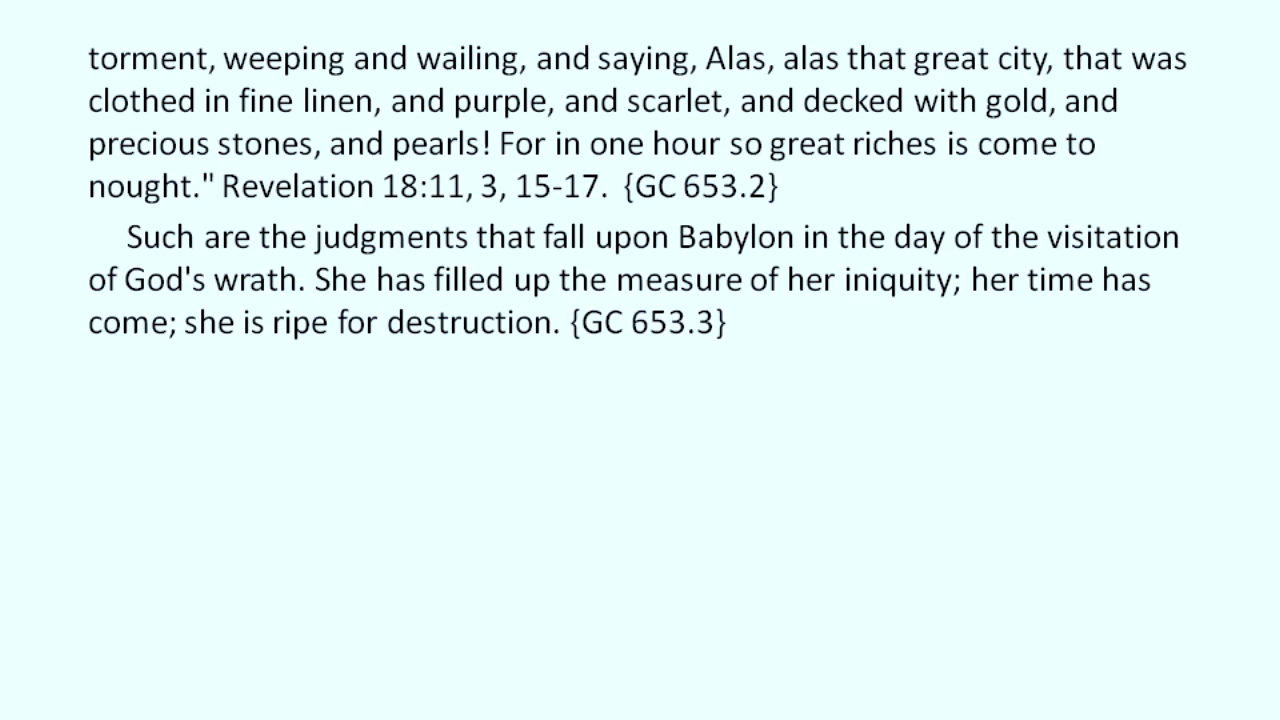 torment, weeping and wailing, and saying, Alas, alas that great city, that was
clothed in fine linen, and purple, and scarlet, and decked with gold, and
precious stones, and pearls! For in one hour so great riches is come to
nought." Revelation 18:11, 3, 15-17.  {GC 653.2}
Such are the judgments that fall upon Babylon in the day of the visitation
of God's wrath. She has filled up the measure of her iniquity; her time has
come; she is ripe for destruction. {GC 653.3}